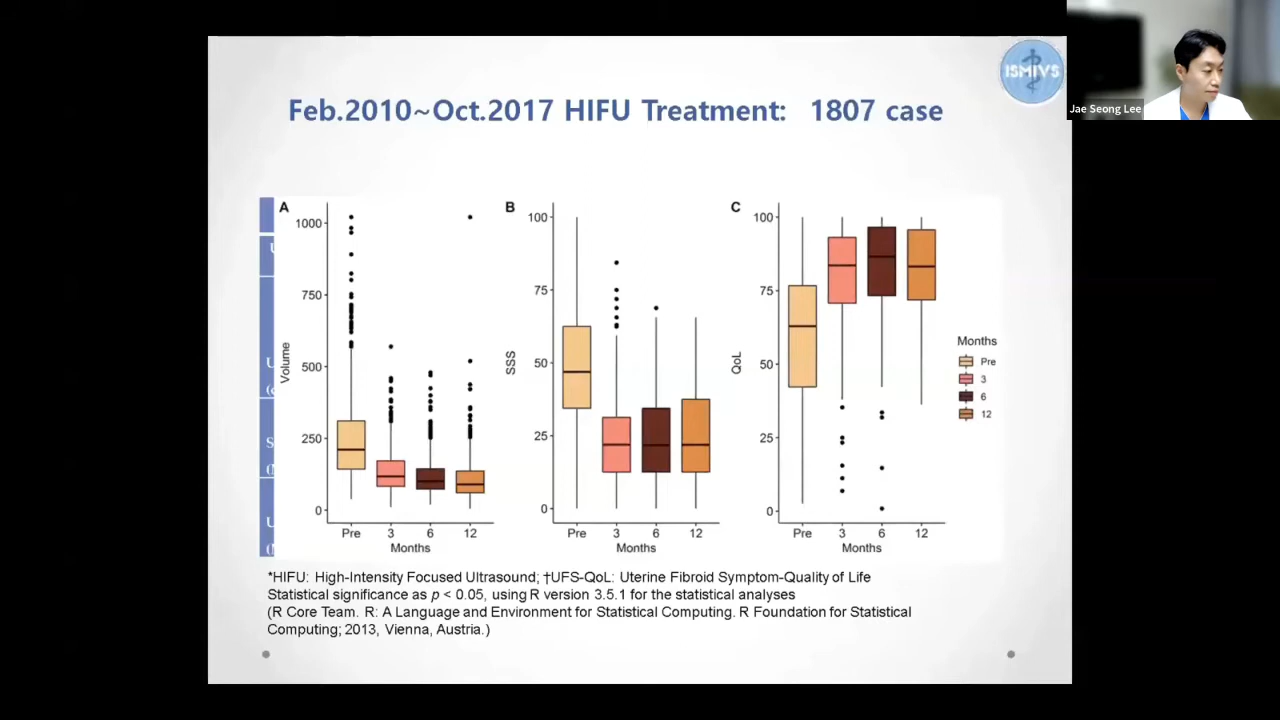 ISMIVS
Jae Seong Lee
Feb.2010~Oct.2017 HIFU Treatment: 1807 case
A
B
C
1000
750
500
250
0
Volume
Pre 3 6 12
Months
100
75
50
25
0
SSS
Pre 3 6 12
Months
100
75
50
25
0
QoL
Pre 3 6 12
Months
Months
Pre
3
6
12
*HIFU: High-Intensity Focused Ultrasound; †UFS-QoL: Uterine Fibroid Symptom-Quality of Life
Statistical significance as p < 0.05, using R version 3.5.1 for the statistical analyses
(R Core Team. R: A Language and Environment for Statistical Computing. R Foundation for Statistical
Computing; 2013, Vienna, Austria.)